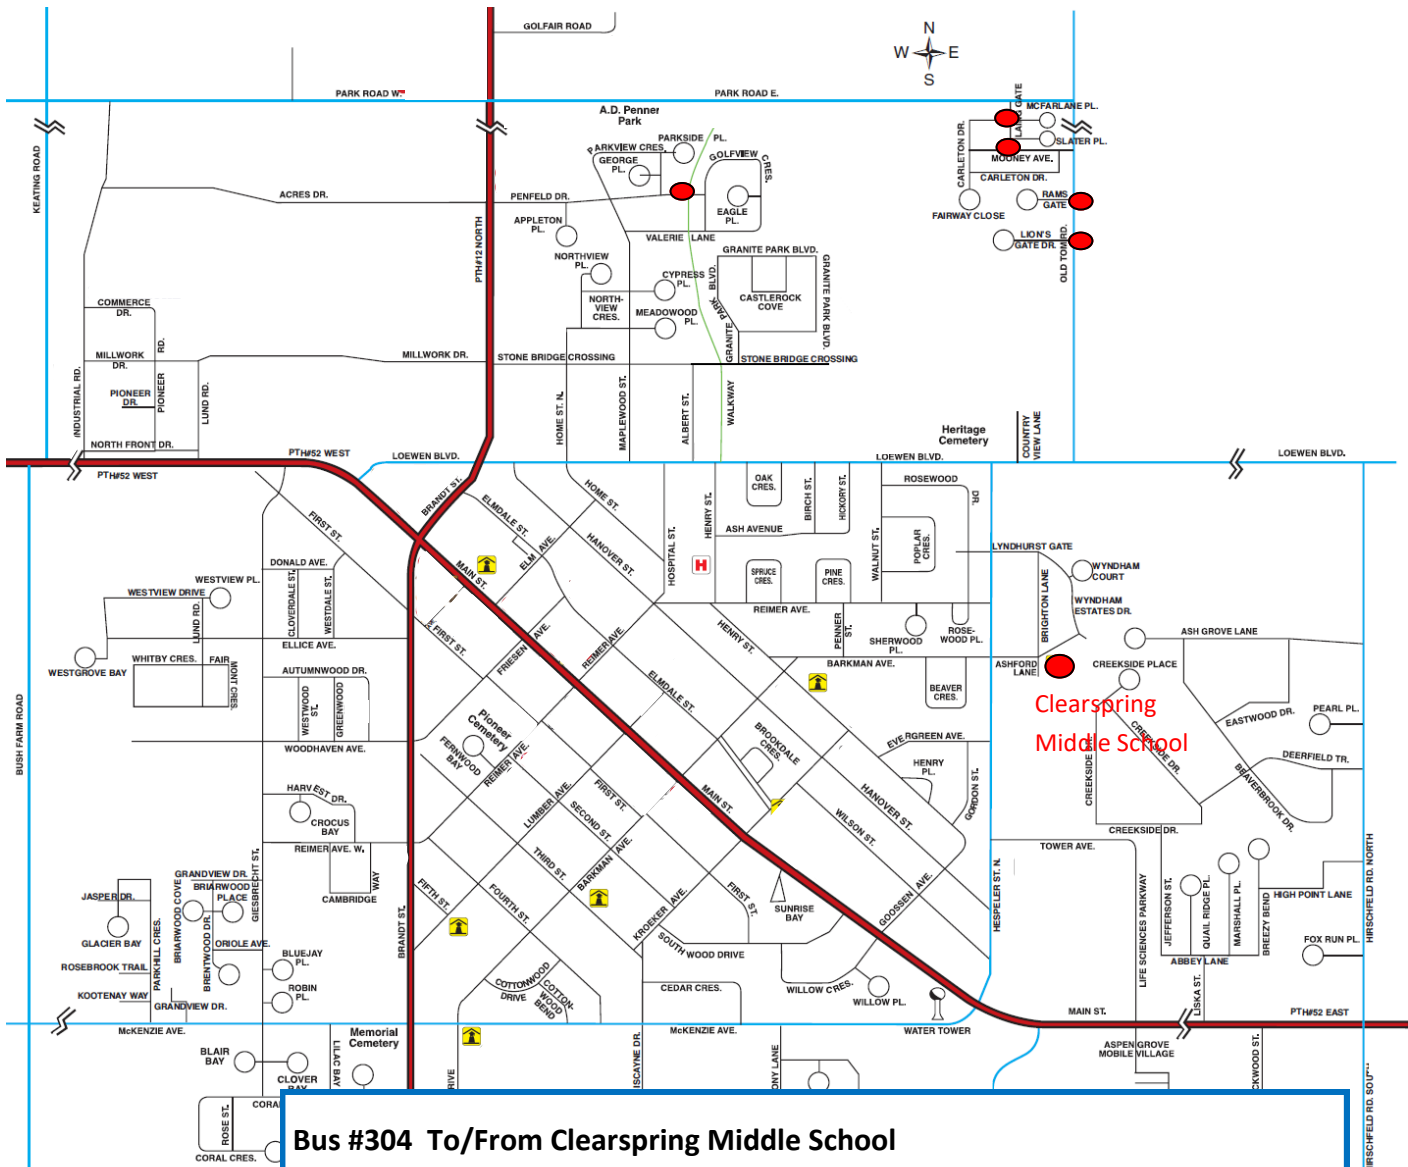 GOLFAIR ROAD
N
W E
S
PARK ROAD W.
PARK ROAD E.
A.D. Penner
Park
LAING GATE
MCFARLANE PL.
SLATER PL.
MOONEY AVE.
CARLETON DR.
CARLETON DR.
FAIRWAY CLOSE
RAMS
GATE
LION'S
GATE DR.
OLD TOM RD.
KEATING ROAD
PARKSIDE PL.
PARKVIEW CRES.
GEORGE
PL.
GOLFVIEW CRES.
EAGLE
PL.
ACRES DR.
PENFELD DR.
APPLETON
PL.
VALERIE LANE
PTH#12 NORTH
NORTHVIEW
PL.
GRANITE PARK BLVD.
GRANITE PARK BLVD.
GRANITE PARK BLVD.
CYPRESS
PL.
NORTH-
VIEW
CRES.
CASTLEROCK
COVE
MEADOWOOD
PL.
COMMERCE
DR.
MILLWORK
DR.
PIONEER RD.
PIONEER
DR.
INDUSTRIAL RD.
LUND RD.
MILLWORK DR.
STONE BRIDGE CROSSING
STONE BRIDGE CROSSING
HOME ST. N.
MAPLEWOOD ST.
ALBERT ST.
WALKWAY
NORTH FRONT DR.
Heritage
Cemetery
COUNTRY
VIEW LANE
PTH#52 WEST
PTH#52 WEST
LOEWEN BLVD.
LOEWEN BLVD.
LOEWEN BLVD.
BRANDT ST.
ELMDALE ST.
HOME ST.
HANOVER ST.
ELM AVE.
HOSPITAL ST.
HENRY ST.
OAK
CRES.
BIRCH ST.
HICKORY ST.
ASH AVENUE
WALNUT ST.
ROSEWOOD DR.
POPLAR
CRES.
FIRST ST.
MAIN ST.
H
SPRUCE
CRES.
PINE
CRES.
LYNDHURST GATE
WYNDHAM
COURT
WYNDHAM
ESTATES DR.
BRIGHTON LANE
DONALD AVE.
CLOVERDALE ST.
WESTDALE ST.
WESTVIEW PL.
WESTVIEW DRIVE
LUND RD.
ELLICE AVE.
WESTGROVE BAY
WHITBY CRES.
FAIR
MONT CRES.
REIMER AVE.
PENNER
ST.
SHERWOOD
PL.
ROSE-
WOOD PL.
FIRST ST.
FRIESEN AVE.
REIMER AVE.
HENRY ST.
BARKMAN AVE.
ASHFORD
LANE
ASH GROVE LANE
CREEKSIDE PLACE
AUTUMNWOOD DR.
WESTWOOD
ST.
GREENWOOD
WOODHAVEN AVE.
ELMDALE ST.
BEAVER
CRES.
Clearspring
Middle School
EASTWOOD DR.
PEARL PL.
BUSH FARM ROAD
Pioneer
Cemetery
FERNWOOD
BAY
REIMER AVE.
BROOKDALE
CRES.
EVERGREEN AVE.
HENRY
PL.
GORDON ST.
CREEKSIDE DR.
CREEKSIDE DR.
BEAVERBROOK DR.
DEERFIELD TR.
HARVEST DR.
CROCUS
BAY
LUMBER AVE.
FIRST ST.
SECOND ST.
MAIN ST.
HANOVER ST.
WILSON ST.
CREEKSIDE DR.
TOWER AVE.
REIMER AVE. W.
CAMBRIDGE
WAY
THIRD ST.
BARKMAN AVE.
GRANDVIEW DR.
BRIARWOOD
PLACE
GIESBRECHT ST.
JASPER DR.
GLACIER BAY
PARKHILL CRES.
BRIARWOOD COVE
BRENTWOOD DR.
ORIOLE AVE.
BLUEJAY
PL.
ROBIN
PL.
ROSEBROOK TRAIL
KOOTENAY WAY
GRANDVIEW DR.
BRANDT ST.
FIFTH ST.
FOURTH ST.
KROEKER AVE.
FIRST ST.
SUNRISE
BAY
GOOSSEN AVE.
HESPELER ST. N.
LIFE SCIENCES PARKWAY
JEFFERSON ST.
QUAIL RIDGE PL.
MARSHALL PL.
BREEZY BEND
HIGH POINT LANE
HIRSCHFELD RD. NORTH
FOX RUN PL.
ABBEY LANE
LISKA ST.
SOUTH WOOD DRIVE
COTTONWOOD
DRIVE
COTTON-
WOOD
BEND
CEDAR CRES.
WILLOW CRES.
WILLOW PL.
WATER TOWER
MAIN ST.
PTH#52 EAST
McKENZIE AVE.
Memorial
Cemetery
McKENZIE AVE.
ASPEN GROVE
MOBILE VILLAGE
BLAIR
BAY
CLOVER
LILAC BAY
RIVE
ISCAYNE DR.
ONY LANE
CKWOOD ST.
HIRSCHFELD RD. SOU
ROSE ST.
CORA
CORAL CRES.
Bus #304 To/From Clearspring Middle School